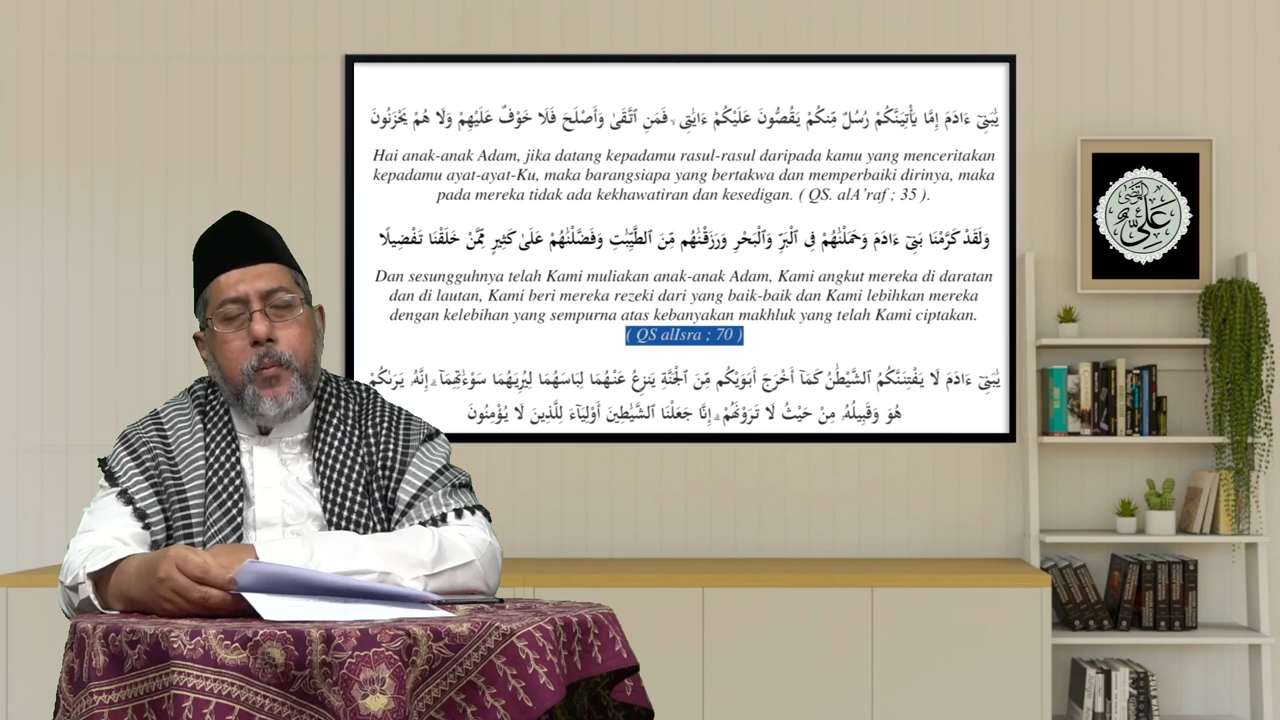 يَٰبَنِىٓ ءَادَمَ إِمَّا يَأْتِيَنَّكُمْ رُسُلٌ مِّنكُمْ يَقُصُّونَ عَلَيْكُمْ ءَايَٰتِى ۙ فَمَنِ ٱتَّقَىٰ وَأَصْلَحَ فَلَا خَوْفٌ عَلَيْهِمْ وَلَا هُمْ يَحْزَنُونَ
Hai anak-anak Adam, jika datang kepadamu rasul-rasul daripada kamu yang menceritakan
kepadamu ayat-ayat-Ku, maka barangsiapa yang bertakwa dan memperbaiki dirinya, maka
pada mereka tidak ada kekhawatiran dan kesedigan. ( QS. alA’raf ; 35 ).
وَلَقَدْ كَرَّمْنَا بَنِىٓ ءَادَمَ وَحَمَلْنَٰهُمْ فِى ٱلْبَرِّ وَٱلْبَحْرِ وَرَزَقْنَٰهُم مِّنَ ٱلطَّيِّبَٰتِ وَفَضَّلْنَٰهُمْ عَلَىٰ كَثِيرٍ مِّمَّنْ خَلَقْنَا تَفْضِيلًا
Dan sesungguhnya telah Kami muliakan anak-anak Adam, Kami angkut mereka di daratan
dan di lautan, Kami beri mereka rezeki dari yang baik-baik dan Kami lebihkan mereka
dengan kelebihan yang sempurna atas kebanyakan makhluk yang telah Kami ciptakan.
( QS alIsra ; 70 )
يَٰبَنِىٓ ءَادَمَ لَا يَفْتِنَنَّكُمُ ٱلشَّيْطَٰنُ كَمَآ أَخْرَجَ أَبَوَيْكُم مِّنَ ٱلْجَنَّةِ يَنزِعُ عَنْهُمَا لِبَاسَهُمَا لِيُرِيَهُمَا سَوْءَٰتِهِمَآ ۗ إِنَّهُۥ يَرَىٰكُمْ
هُوَ وَقَبِيلُهُۥ مِنْ حَيْثُ لَا تَرَوْنَهُمْ ۗ إِنَّا جَعَلْنَا ٱلشَّيَٰطِينَ أَوْلِيَآءَ لِلَّذِينَ لَا يُؤْمِنُونَ
عَلِيّ